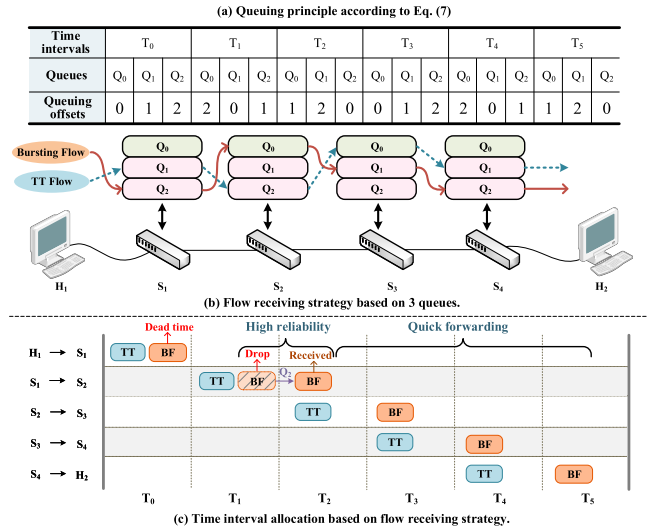 (a) Queuing principle according to Eq. (7)
Time intervals T0 T1 T2 T3 T4 T5
Queues Q0 Q1 Q2 Q0 Q1 Q2 Q0 Q1 Q2 Q0 Q1 Q2 Q0 Q1 Q2 Q0 Q1 Q2
Queuing offsets 0 1 2 2 0 1 1 2 0 0 1 2 2 0 1 1 2 0
Bursting Flow
TT Flow
Q0 Q0 Q0 Q0
Q1 Q1 Q1 Q1
Q2 Q2 Q2 Q2
H1 S1 S2 S3 S4 H2
(b) Flow receiving strategy based on 3 queues.
Dead time High reliability Quick forwarding
H1 → S1 TT BF
Drop Received
S1 → S2 TT BF Q2 BF
S2 → S3 TT BF
S3 → S4 TT BF
S4 → H2 TT BF
T0 T1 T2 T3 T4 T5
(c) Time interval allocation based on flow receiving strategy.